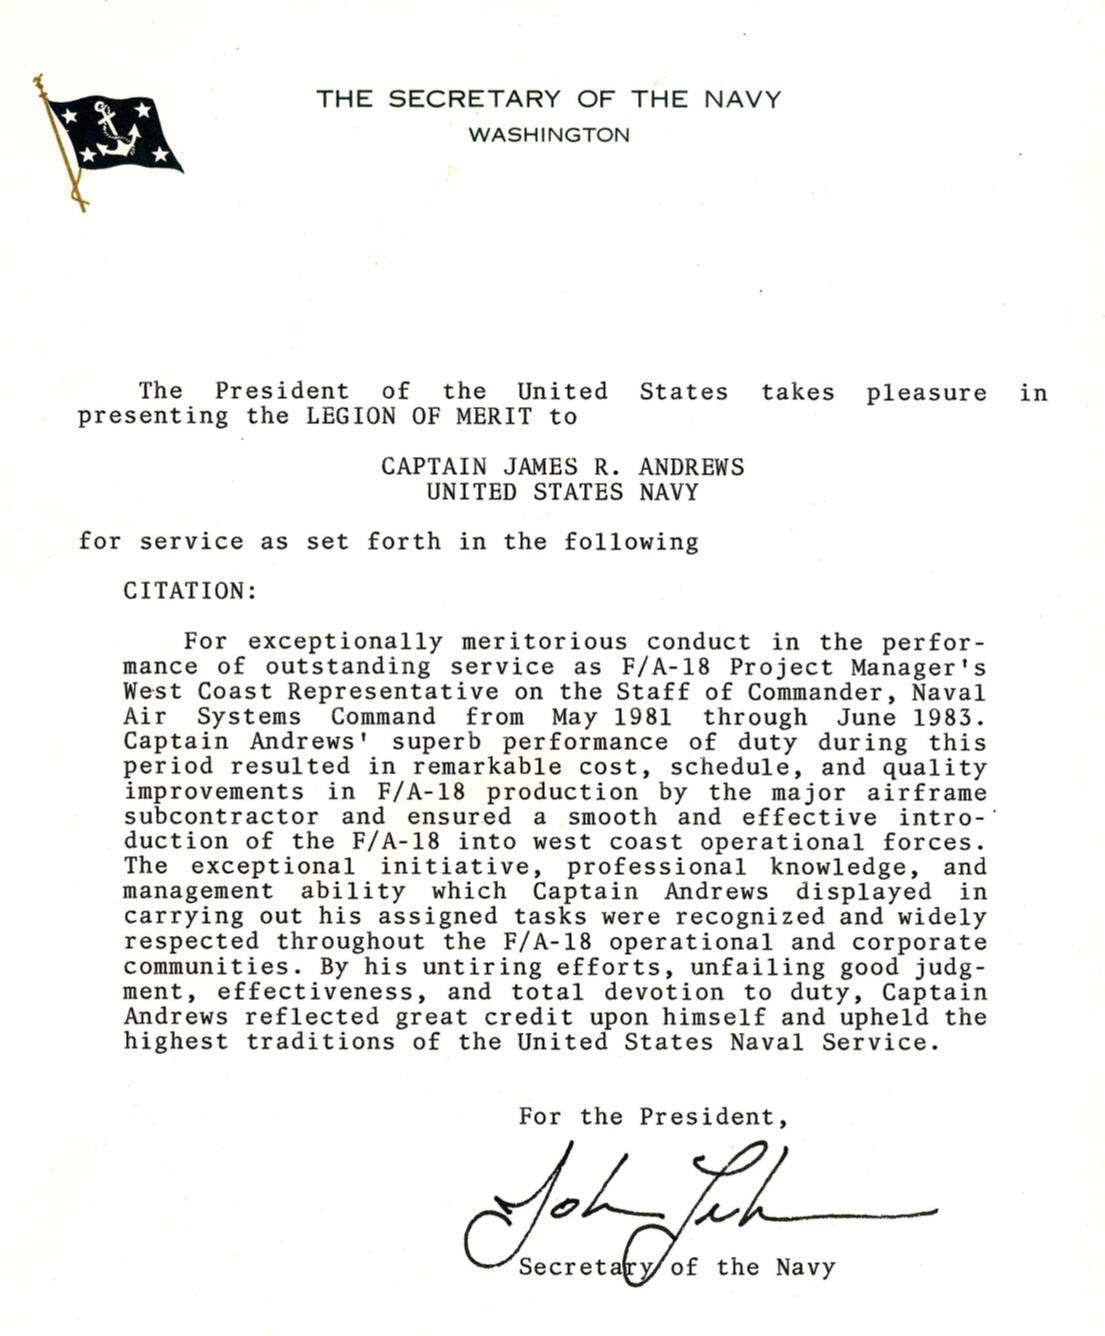 THE SECRETARY OF THE NAVY
WASHINGTON
The President of the United States takes pleasure in
presenting the LEGION OF MERIT to
CAPTAIN JAMES R. ANDREWS
UNITED STATES NAVY
for service as set forth in the following
CITATION:
For exceptionally meritorious conduct in the perfor-
mance of outstanding service as F/A-18 Project Manager's
West Coast Representative on the Staff of Commander, Naval
Air Systems Command from May 1981 through June 1983.
Captain Andrews' superb performance of duty during this
period resulted in remarkable cost, schedule, and quality
improvements in F/A-18 production by the major airframe
subcontractor and ensured a smooth and effective intro-
duction of the F/A-18 into west coast operational forces.
The exceptional initiative, professional knowledge, and
management ability which Captain Andrews displayed in
carrying out his assigned tasks were recognized and widely
respected throughout the F/A-18 operational and corporate
communities. By his untiring efforts, unfailing good judg-
ment, effectiveness, and total devotion to duty, Captain
Andrews reflected great credit upon himself and upheld the
highest traditions of the United States Naval Service.
For the President,
John Leh
Secretary of the Navy